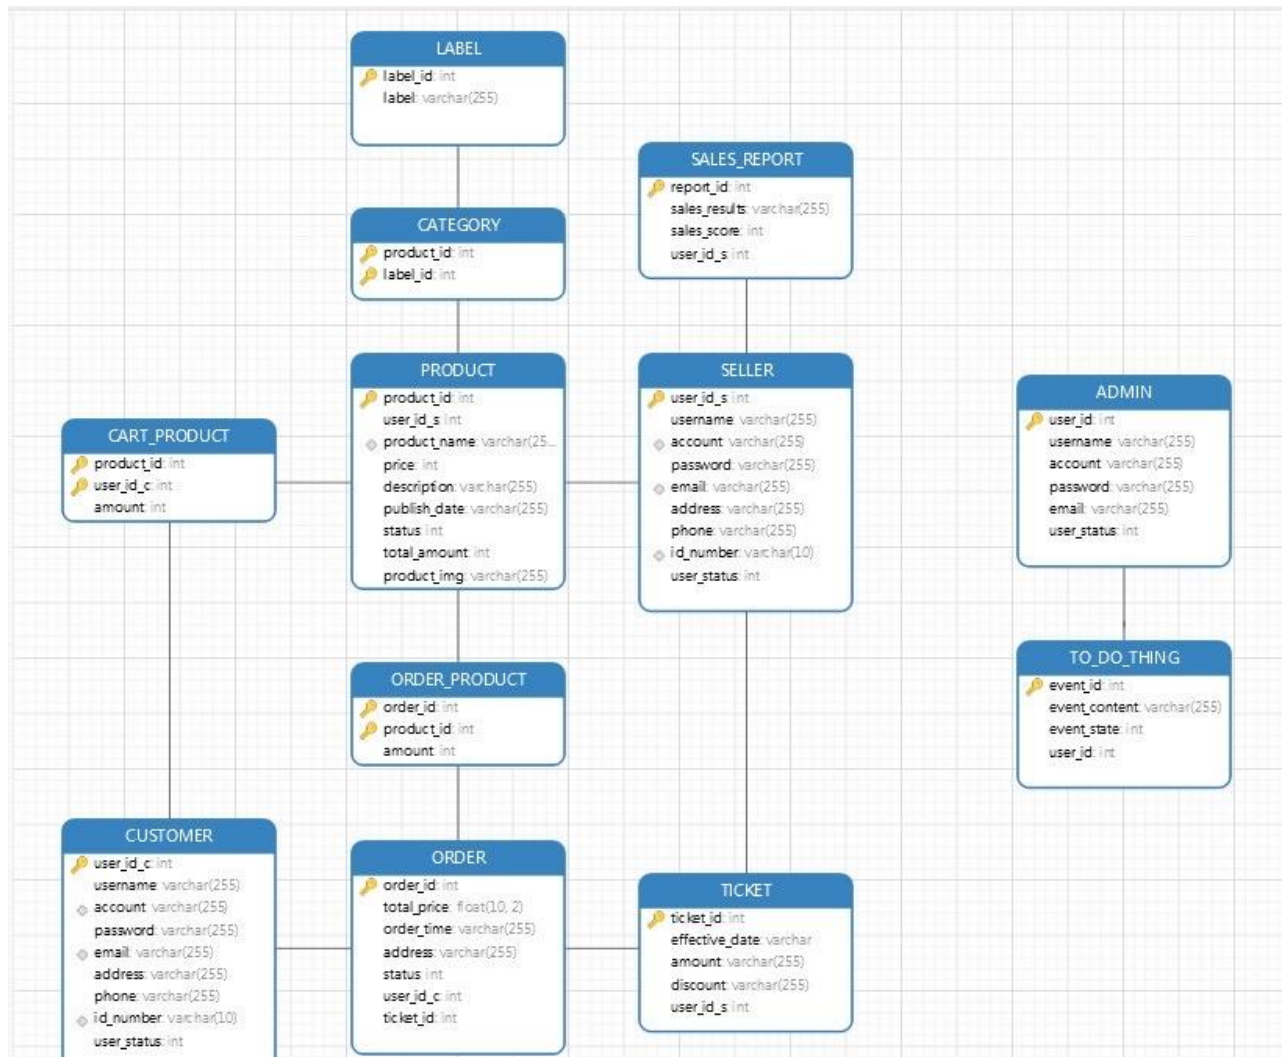 LABEL
label_id: int
label: varchar(255)
SALES_REPORT
report_id: int
sales_results: varchar(255)
sales_score: int
user_id_s: int
CATEGORY
product_id: int
label_id: int
PRODUCT
product_id: int
user_id_s: int
product_name: varchar(25...
price: int
description: varchar(255)
publish_date: varchar(255)
status: int
total_amount: int
product_img: varchar(255)
SELLER
user_id_s: int
username: varchar(255)
account: varchar(255)
password: varchar(255)
email: varchar(255)
address: varchar(255)
phone: varchar(255)
id_number: varchar(10)
user_status: int
ADMIN
user_id: int
username: varchar(255)
account: varchar(255)
password: varchar(255)
email: varchar(255)
user_status: int
CART_PRODUCT
product_id: int
user_id_c: int
amount: int
TO_DO_THING
event_id: int
event_content: varchar(255)
event_state: int
user_id: int
ORDER_PRODUCT
order_id: int
product_id: int
amount: int
CUSTOMER
user_id_c: int
username: varchar(255)
account: varchar(255)
password: varchar(255)
email: varchar(255)
address: varchar(255)
phone: varchar(255)
id_number: varchar(10)
user_status: int
ORDER
order_id: int
total_price: float(10, 2)
order_time: varchar(255)
address: varchar(255)
status: int
user_id_c: int
ticket_id: int
TICKET
ticket_id: int
effective_date: varchar
amount: varchar(255)
discount: varchar(255)
user_id_s: int